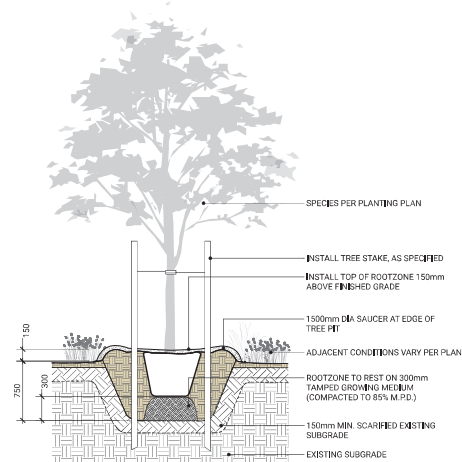 SPECIES PER PLANTING PLAN
INSTALL TREE STAKE, AS SPECIFIED
INSTALL TOP OF ROOTZONE 150mm
ABOVE FINISHED GRADE
1500mm DIA SAUCER AT EDGE OF
TREE PIT
ADJACENT CONDITIONS VARY PER PLAN
ROOTZONE TO REST ON 300mm
TAMPED GROWING MEDIUM
(COMPACTED TO 85% M.P.D.)
150mm MIN. SCARIFIED EXISTING
SUBGRADE
EXISTING SUBGRADE
150
300
750